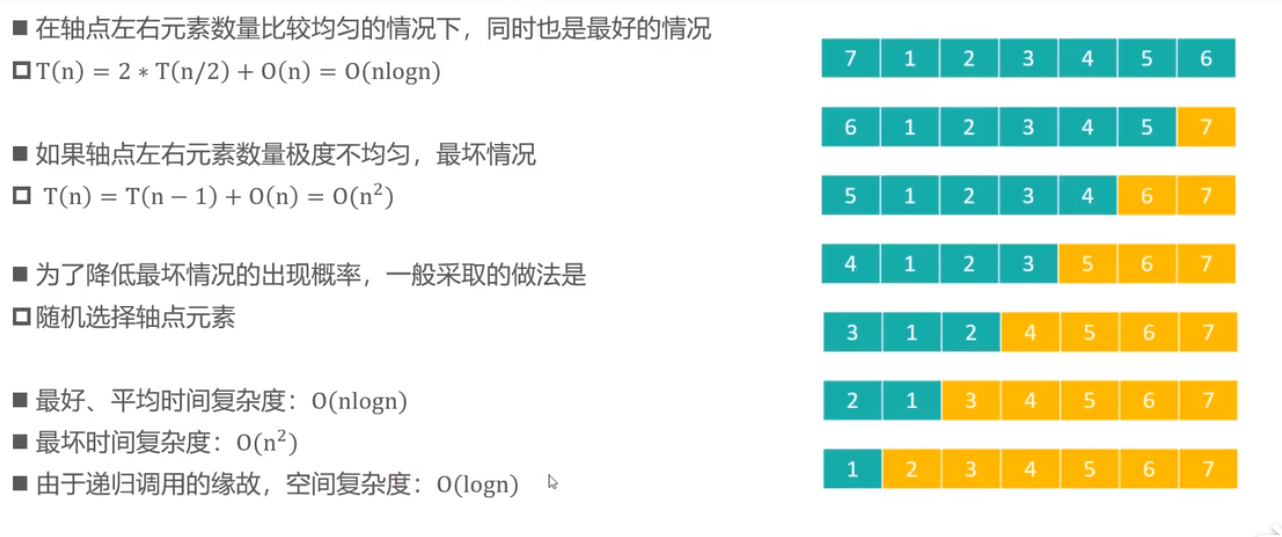 ■ 在轴点左右元素数量比较均匀的情况下，同时也是最好的情况
□ T(n) = 2 * T(n/2) + O(n) = O(nlogn)
■ 如果轴点左右元素数量极度不均匀，最坏情况
□ T(n) = T(n − 1) + O(n) = O(n²)
■ 为了降低最坏情况的出现概率，一般采取的做法是
□ 随机选择轴点元素
■ 最好、平均时间复杂度：O(nlogn)
■ 最坏时间复杂度：O(n²)
■ 由于递归调用的缘故，空间复杂度：O(logn)
7 1 2 3 4 5 6
6 1 2 3 4 5 7
5 1 2 3 4 6 7
4 1 2 3 5 6 7
3 1 2 4 5 6 7
2 1 3 4 5 6 7
1 2 3 4 5 6 7